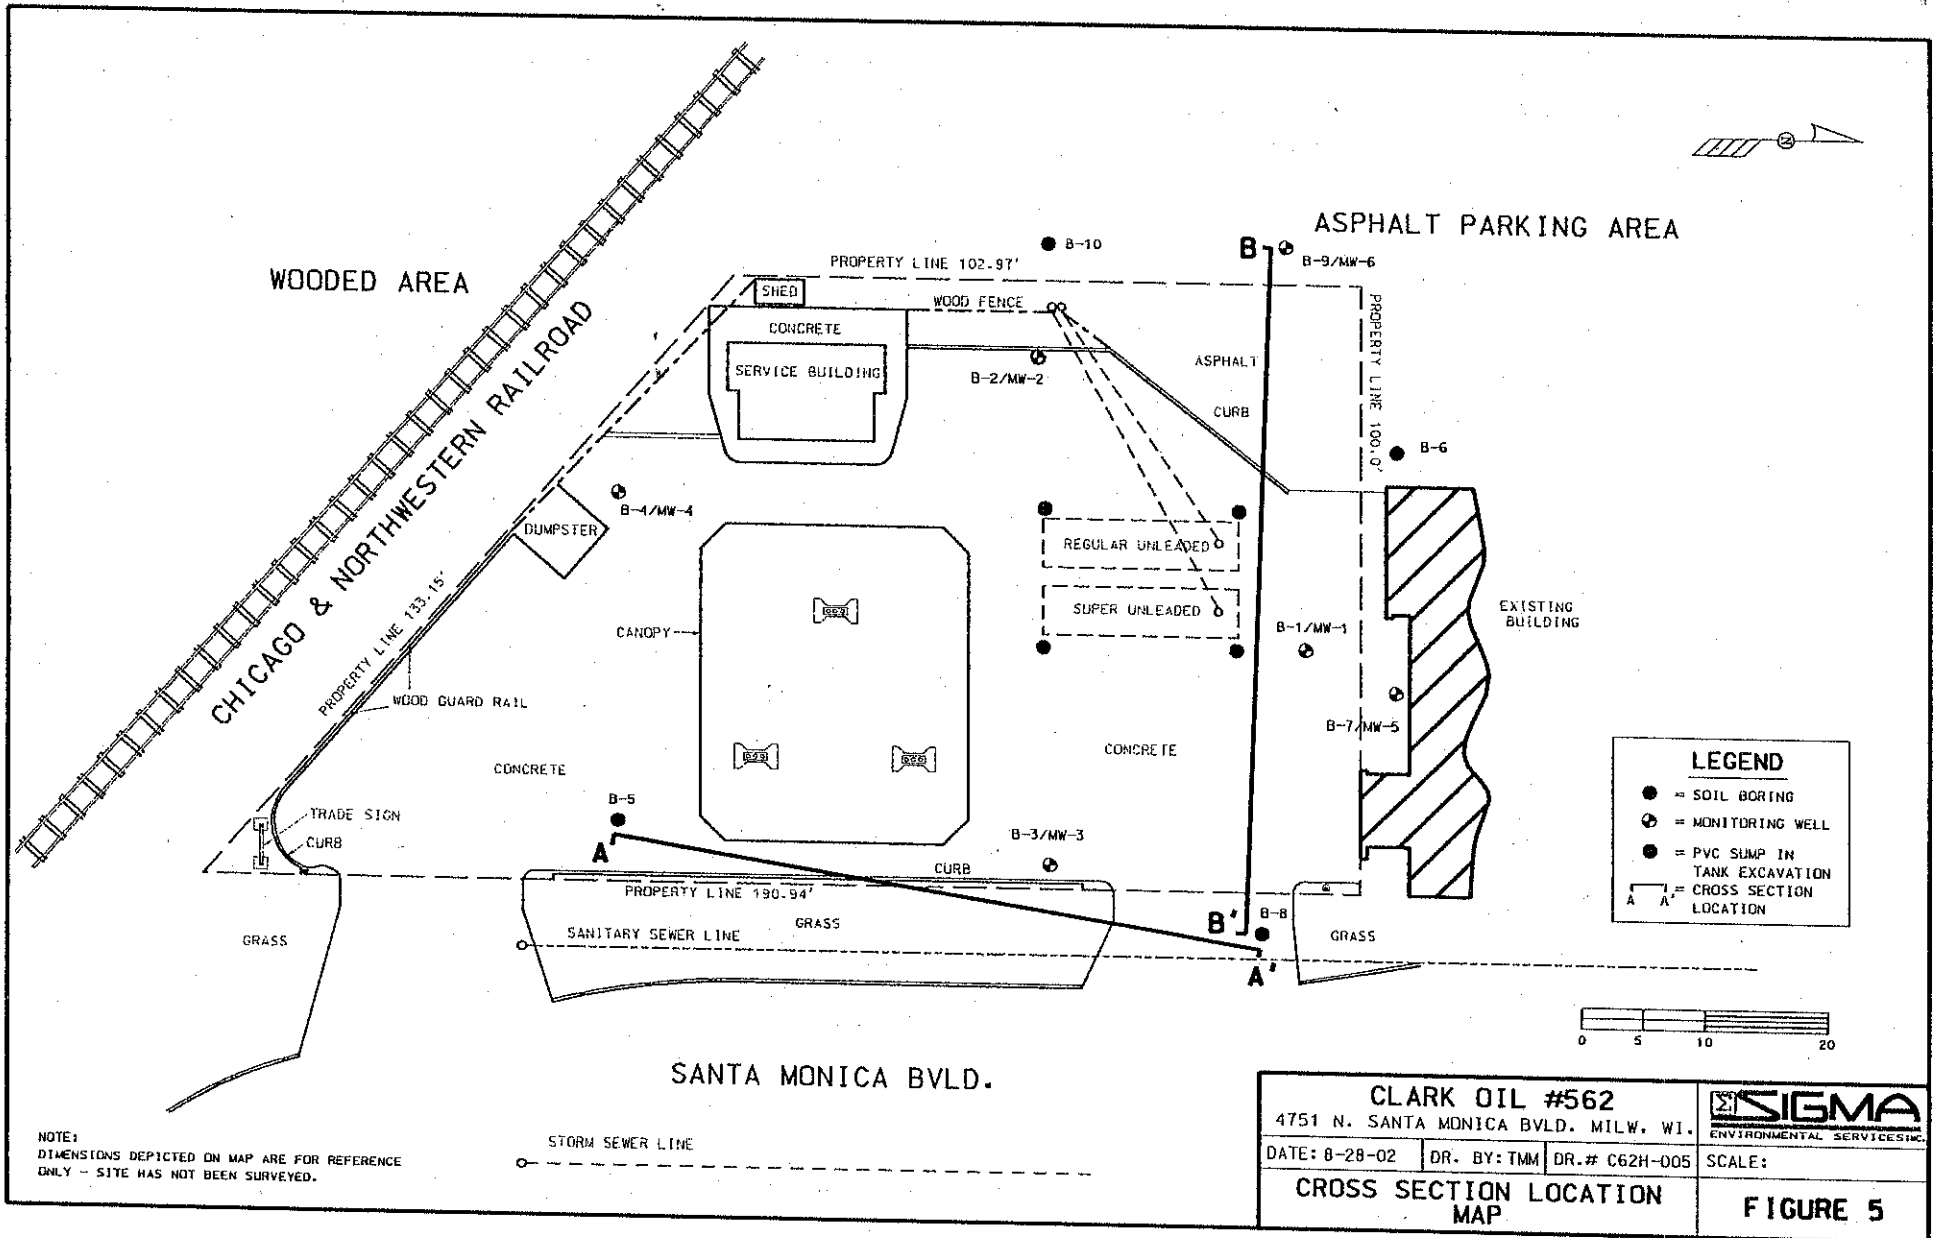 ASPHALT PARKING AREA
WOODED AREA
CHICAGO & NORTHWESTERN RAILROAD
B-10
B
B-9/MW-6
PROPERTY LINE 102.97'
SHED
WOOD FENCE
CONCRETE
SERVICE BUILDING
B-2/MW-2
ASPHALT
CURB
PROPERTY LINE 100.0'
B-6
B-4/MW-4
DUMPSTER
REGULAR UNLEADED
SUPER UNLEADED
PROPERTY LINE 133.15'
CANOPY
B-1/MW-1
EXISTING
BUILDING
WOOD GUARD RAIL
B-7/MW-5
CONCRETE
CONCRETE
B-5
TRADE SIGN
CURB
A
B-3/MW-3
CURB
PROPERTY LINE 190.94'
GRASS
GRASS
SANITARY SEWER LINE
B'
B-8
GRASS
A'
LEGEND
= SOIL BORING
= MONITORING WELL
= PVC SUMP IN
TANK EXCAVATION
A A' = CROSS SECTION
LOCATION
0 5 10 20
SANTA MONICA BVLD.
STORM SEWER LINE
NOTE:
DIMENSIONS DEPICTED ON MAP ARE FOR REFERENCE
ONLY - SITE HAS NOT BEEN SURVEYED.
CLARK OIL #562
4751 N. SANTA MONICA BVLD. MILW. WI.
SIGMA
ENVIRONMENTAL SERVICES INC.
DATE: 8-28-02 DR. BY: TMM DR.# C62H-005 SCALE:
CROSS SECTION LOCATION
MAP
FIGURE 5